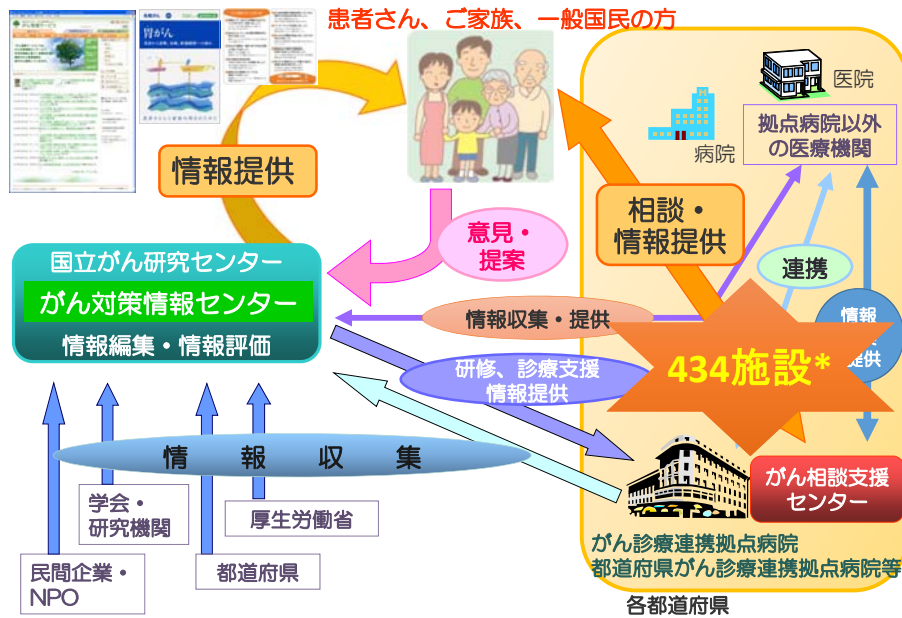 患者さん、ご家族、一般国民の方
胃がん
医院
病院
拠点病院以外
の医療機関
情報提供
相談・
情報提供
意見・
提案
連携
国立がん研究センター
がん対策情報センター
情報編集・情報評価
情報収集・提供
情報
提供
研修、診療支援
情報提供
434施設*
情 報 収 集
がん相談支援
センター
学会・
研究機関
厚生労働省
がん診療連携拠点病院
都道府県がん診療連携拠点病院等
民間企業・
NPO
都道府県
各都道府県